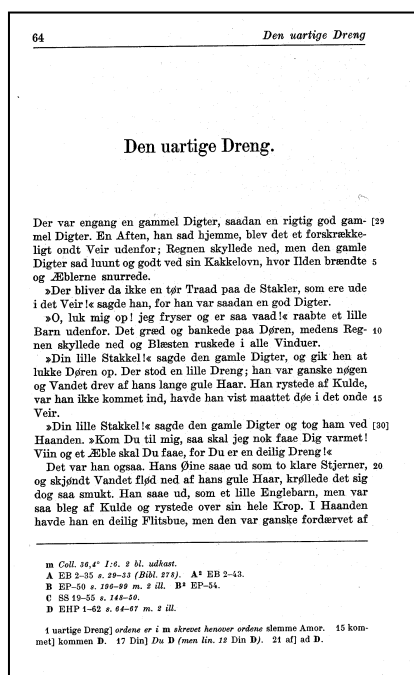 64 Den uartige Dreng
Den uartige Dreng.
Der var engang en gammel Digter, saadan en rigtig god gam- [29
mel Digter. En Aften, han sad hjemme, blev det et forskrække-
ligt ondt Veir udenfor; Regnen skyllede ned, men den gamle
Digter sad luunt og godt ved sin Kakkelovn, hvor Ilden brændte 5
og Æblerne snurrede.
»Der bliver da ikke en tør Traad paa de Stakler, som ere ude
i det Veir!« sagde han, for han var saadan en god Digter.
»O, luk mig op! jeg fryser og er saa vaad!« raabte et lille
Barn udenfor. Det græd og bankede paa Døren, medens Reg- 10
nen skyllede ned og Blæsten ruskede i alle Vinduer.
»Din lille Stakkel!« sagde den gamle Digter, og gik hen at
lukke Døren op. Der stod en lille Dreng; han var ganske nøgen
og Vandet drev af hans lange gule Haar. Han rystede af Kulde,
var han ikke kommet ind, havde han vist maattet døe i det onde 15
Veir.
»Din lille Stakkel!« sagde den gamle Digter og tog ham ved [30]
Haanden. »Kom Du til mig, saa skal jeg nok faae Dig varmet!
Viin og et Æble skal Du faae, for Du er en deilig Dreng!«
Det var han ogsaa. Hans Øine saae ud som to klare Stjerner, 20
og skjøndt Vandet flød ned af hans gule Haar, krøllede det sig
dog saa smukt. Han saae ud, som et lille Englebarn, men var
saa bleg af Kulde og rystede over sin hele Krop. I Haanden
havde han en deilig Flitsbue, men den var ganske fordærvet af
m Coll. 36,4° I:6. 2 bl. udkast.
A EB 2-35 s. 29-33 (Bibl. 278). A² EB 2-43.
B EP-50 s. 196-99 m. 2 ill. B² EP-54.
C SS 19-55 s. 148-50.
D EHP 1-62 s. 64-67 m. 2 ill.
1 uartige Dreng] ordene er i m skrevet henover ordene slemme Amor. 15 kom-
met] kommen D. 17 Din] Du D (men lin. 12 Din D). 21 af] ad D.